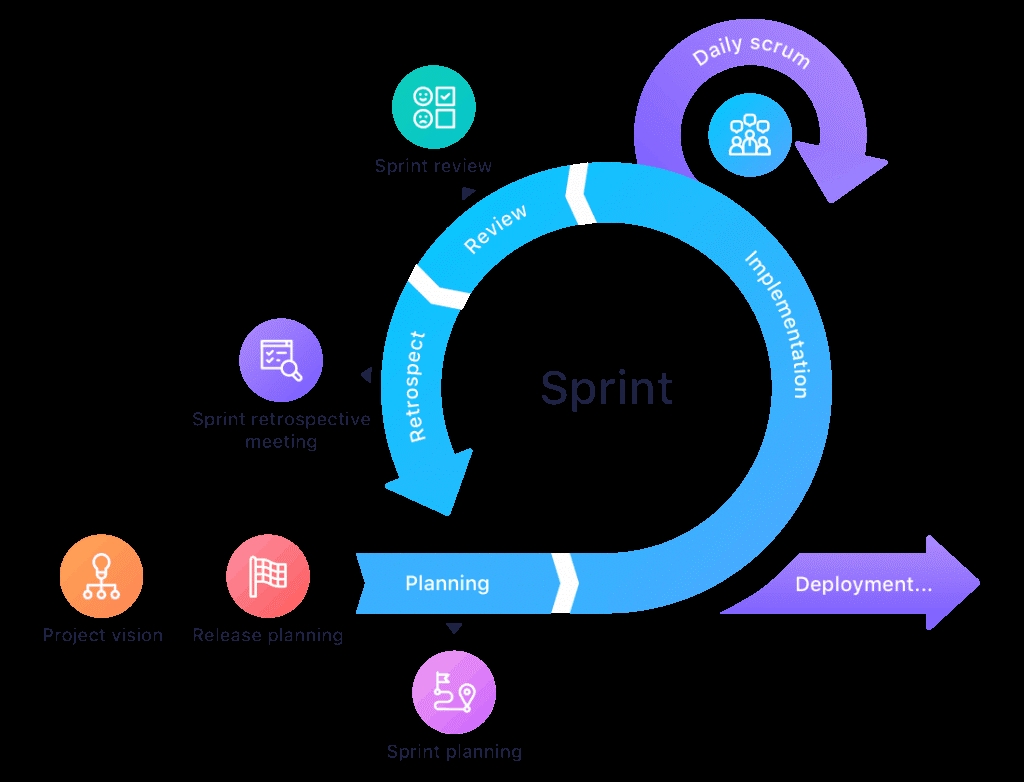 Daily scrum
Sprint review
Review
Implementation
Retrospect
Sprint
Sprint retrospective
meeting
Planning
Deployment...
Project vision
Release planning
Sprint planning